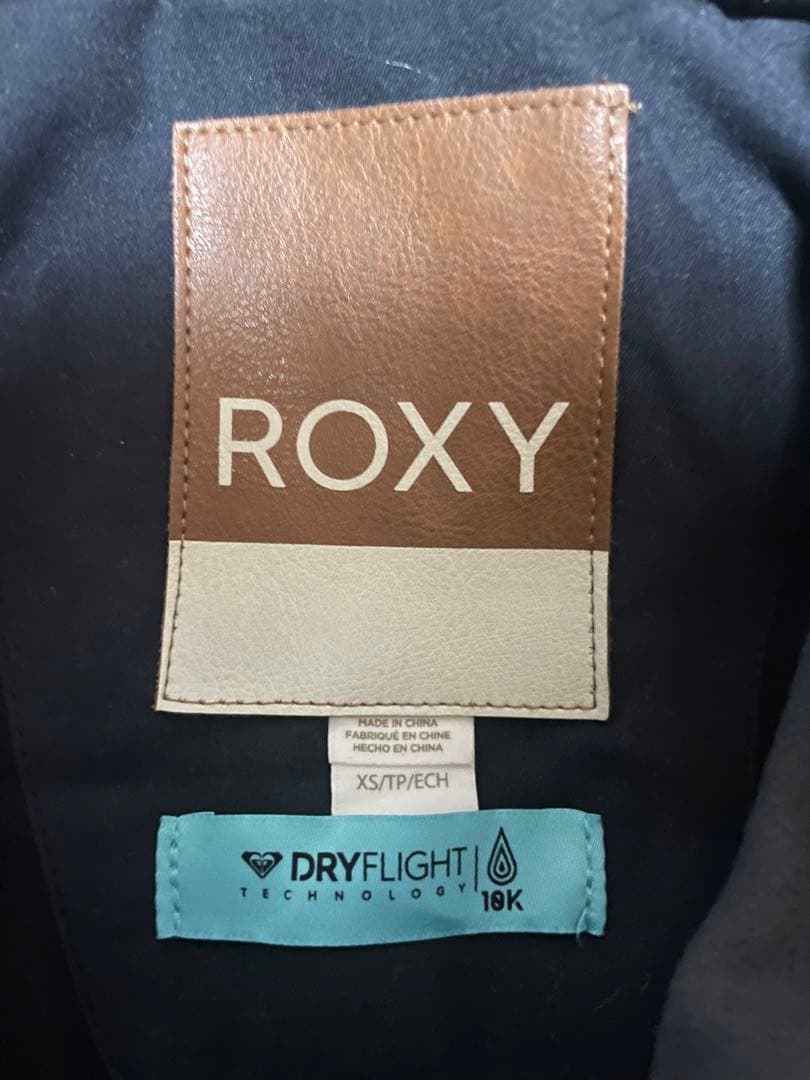 ROXY
MADE IN CHINA
FABRIQUÉ EN CHINE
HECHO EN CHINA
XS/TP/ECH
DRYFLIGHT
TECHNOLOGY
10K